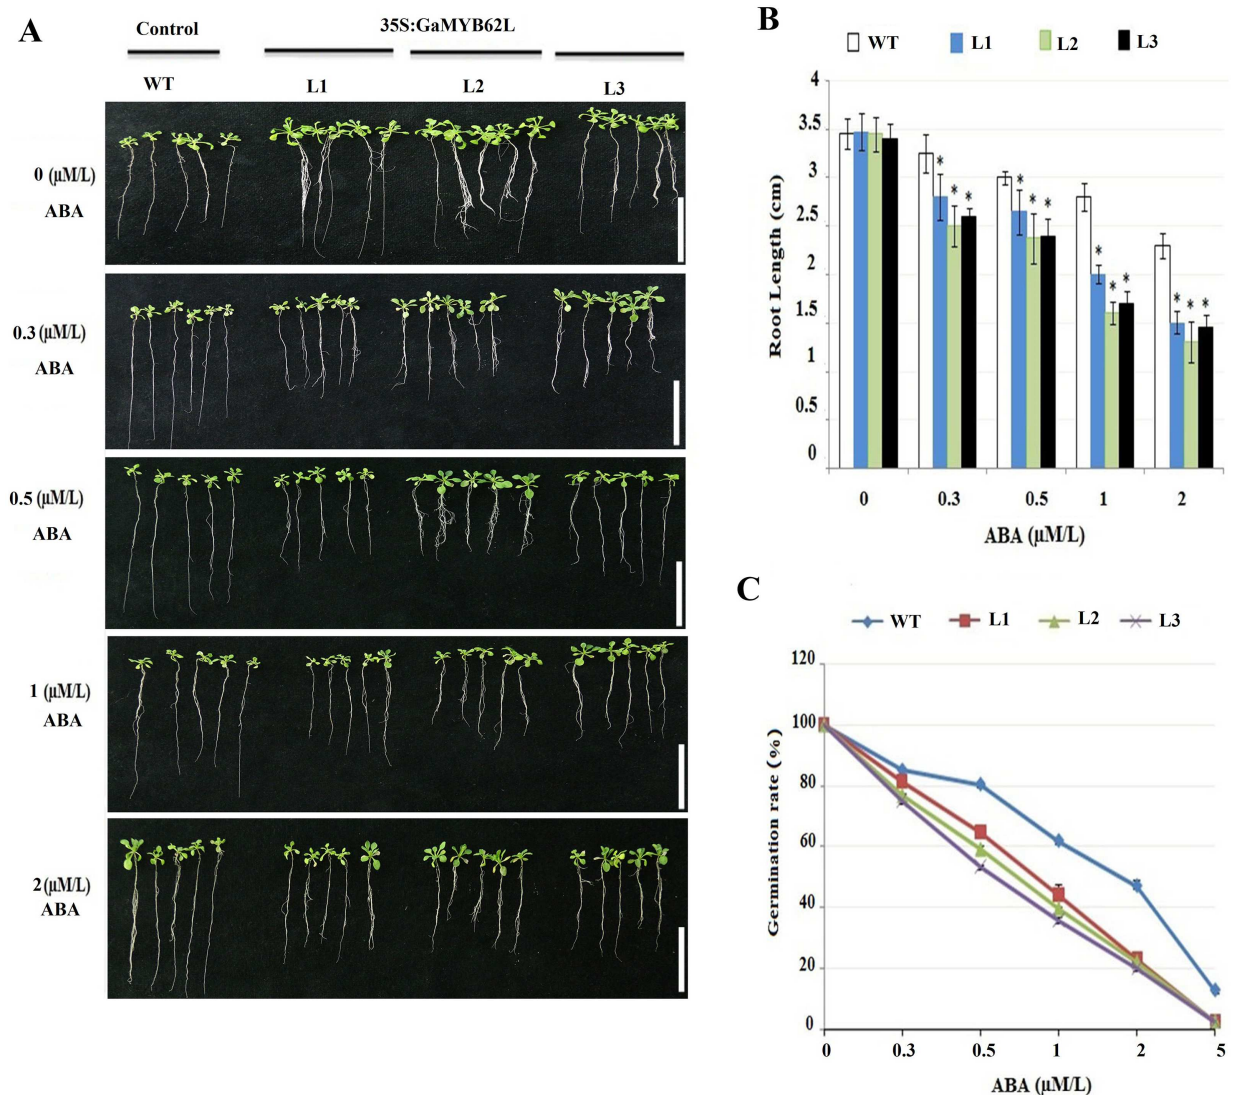 A
Control
35S:GaMYB62L
WT
L1
L2
L3
0 (µM/L)
ABA
0.3 (µM/L)
ABA
0.5 (µM/L)
ABA
1 (µM/L)
ABA
2 (µM/L)
ABA
B
WT L1 L2 L3
Root Length (cm)
4
3.5
3
2.5
2
1.5
1
0.5
0
* * *
* * *
* * *
* * *
0 0.3 0.5 1 2
ABA (µM/L)
C
WT L1 L2 L3
Germination rate (%)
120
100
80
60
40
20
0
0 0.3 0.5 1 2 5
ABA (µM/L)